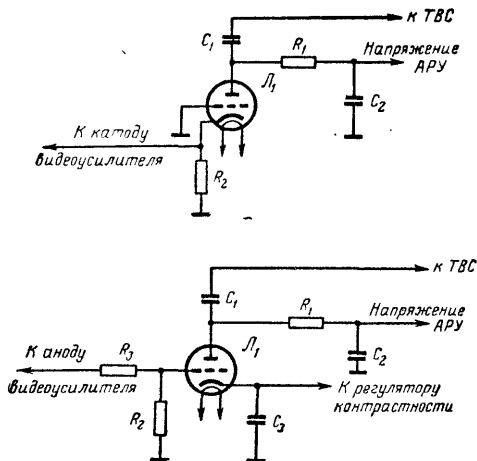 к ТВС
C₁
R₁
Напряжение
АРУ
Л₁
C₂
К катоду
видеоусилителя
R₂
к ТВС
C₁
R₁
Напряжение
АРУ
Л₁
C₂
К аноду
видеоусилителя
R₃
R₂
C₃
К регулятору
контрастности